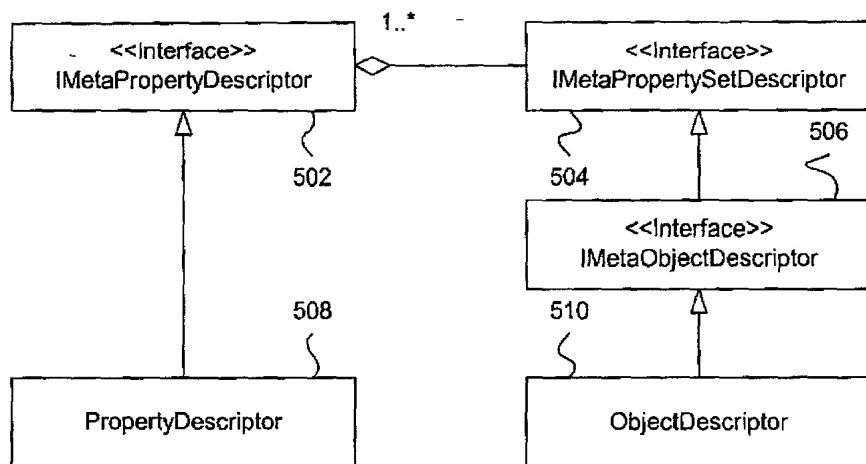 1..*
<<Interface>>
IMetaPropertyDescriptor
<<Interface>>
IMetaPropertySetDescriptor
502
504
506
<<Interface>>
IMetaObjectDescriptor
508
510
PropertyDescriptor
ObjectDescriptor